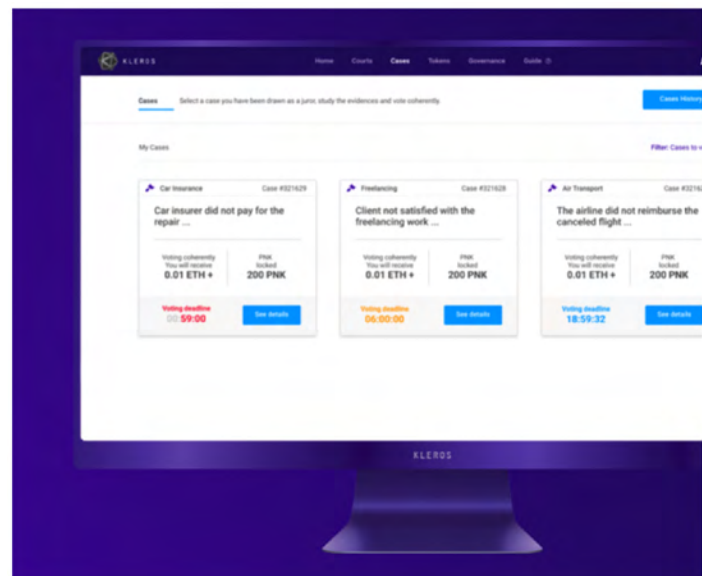 KLEROS Home Courts Cases Tokens Governance Guide
Cases Select a case you have been drawn as a juror, study the evidences and vote coherently. Cases History
My Cases Filter: Cases to
Car Insurance Case #321629
Car insurer did not pay for the
repair ...
Voting coherently
You will receive
0.01 ETH +
PNK
locked
200 PNK
Voting deadline
00:59:00
See details
Freelancing Case #321628
Client not satisfied with the
freelancing work ...
Voting coherently
You will receive
0.01 ETH +
PNK
locked
200 PNK
Voting deadline
06:00:00
See details
Air Transport Case #32162
The airline did not reimburse the
canceled flight ...
Voting coherently
You will receive
0.01 ETH +
PNK
locked
200 PNK
Voting deadline
18:59:32
See details
KLEROS